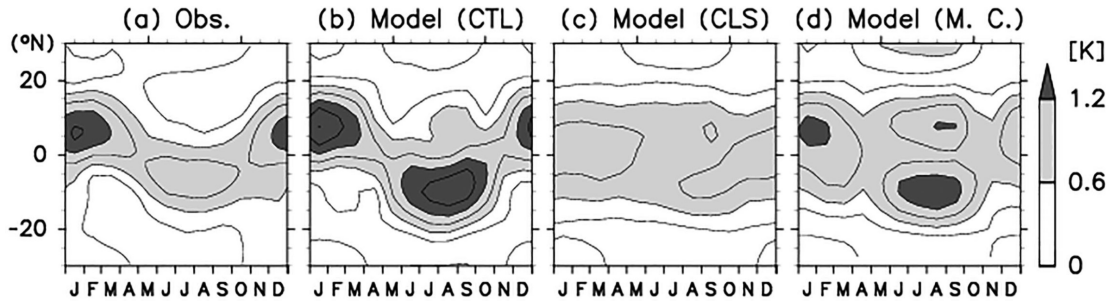 (a) Obs. (b) Model (CTL) (c) Model (CLS) (d) Model (M. C.)
(ºN) [K]
20
1.2
0
0.6
-20
0
J F M A M J J A S O N D J F M A M J J A S O N D J F M A M J J A S O N D J F M A M J J A S O N D